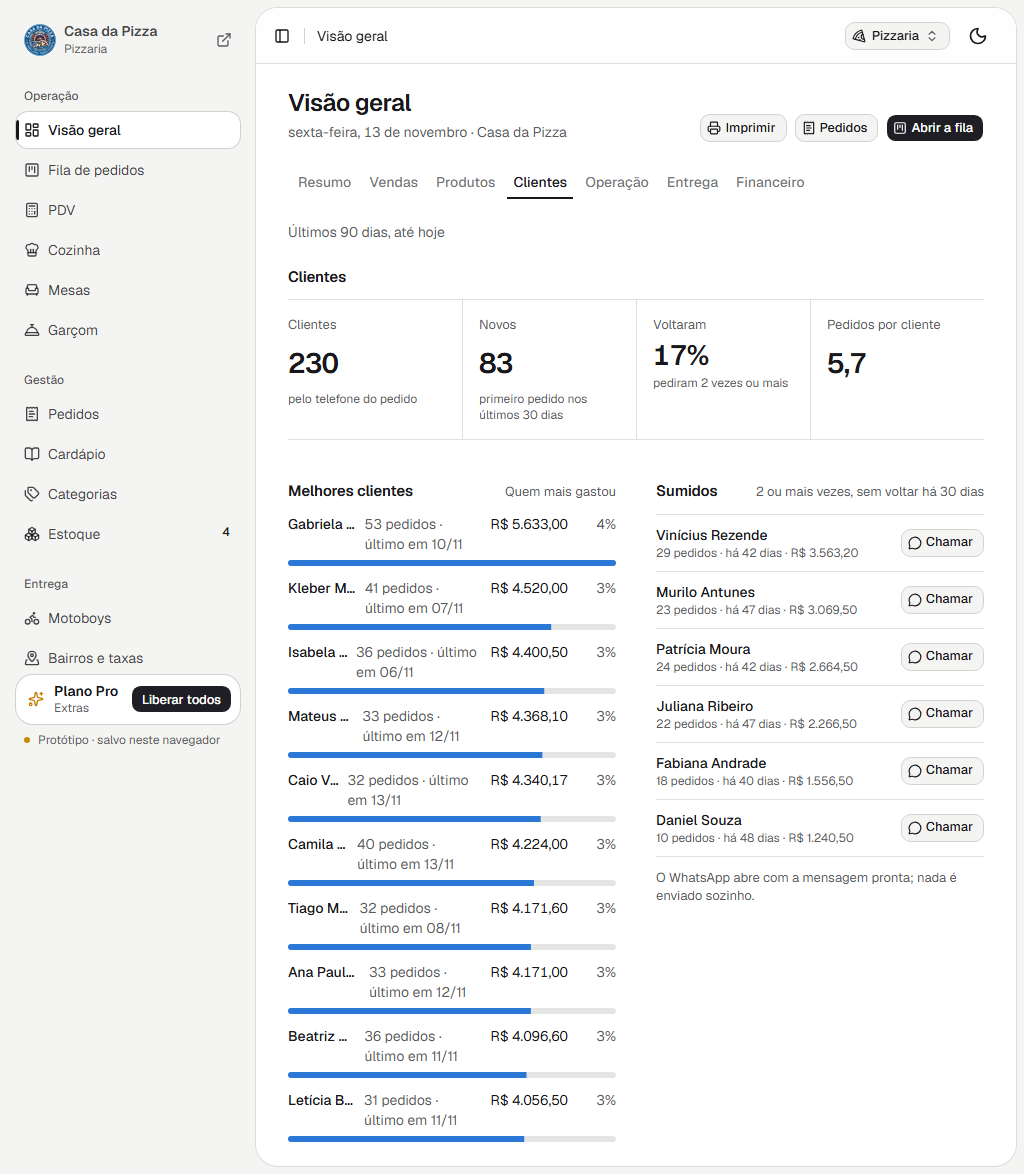 Casa da Pizza
Pizzaria
Operação
Visão geral
Fila de pedidos
PDV
Cozinha
Mesas
Garçom
Gestão
Pedidos
Cardápio
Categorias
Estoque 4
Entrega
Motoboys
Bairros e taxas
Plano Pro
Extras
Liberar todos
Protótipo · salvo neste navegador
Visão geral
Pizzaria
Visão geral
sexta-feira, 13 de novembro · Casa da Pizza
Imprimir Pedidos Abrir a fila
Resumo Vendas Produtos Clientes Operação Entrega Financeiro
Últimos 90 dias, até hoje
Clientes
Clientes
230
pelo telefone do pedido
Novos
83
primeiro pedido nos
últimos 30 dias
Voltaram
17%
pediram 2 vezes ou mais
Pedidos por cliente
5,7
Melhores clientes Quem mais gastou
Gabriela ... 53 pedidos · R$ 5.633,00 4%
último em 10/11
Kleber M... 41 pedidos · R$ 4.520,00 3%
último em 07/11
Isabela ... 36 pedidos · último R$ 4.400,50 3%
em 06/11
Mateus ... 33 pedidos · R$ 4.368,10 3%
último em 12/11
Caio V... 32 pedidos · último R$ 4.340,17 3%
em 13/11
Camila ... 40 pedidos · R$ 4.224,00 3%
último em 13/11
Tiago M... 32 pedidos · R$ 4.171,60 3%
último em 08/11
Ana Paul... 33 pedidos · R$ 4.171,00 3%
último em 12/11
Beatriz ... 36 pedidos · R$ 4.096,60 3%
último em 11/11
Letícia B... 31 pedidos · R$ 4.056,50 3%
último em 11/11
Sumidos 2 ou mais vezes, sem voltar há 30 dias
Vinícius Rezende
29 pedidos · há 42 dias · R$ 3.563,20
Chamar
Murilo Antunes
23 pedidos · há 47 dias · R$ 3.069,50
Chamar
Patrícia Moura
24 pedidos · há 42 dias · R$ 2.664,50
Chamar
Juliana Ribeiro
22 pedidos · há 47 dias · R$ 2.266,50
Chamar
Fabiana Andrade
18 pedidos · há 40 dias · R$ 1.556,50
Chamar
Daniel Souza
10 pedidos · há 48 dias · R$ 1.240,50
Chamar
O WhatsApp abre com a mensagem pronta; nada é
enviado sozinho.